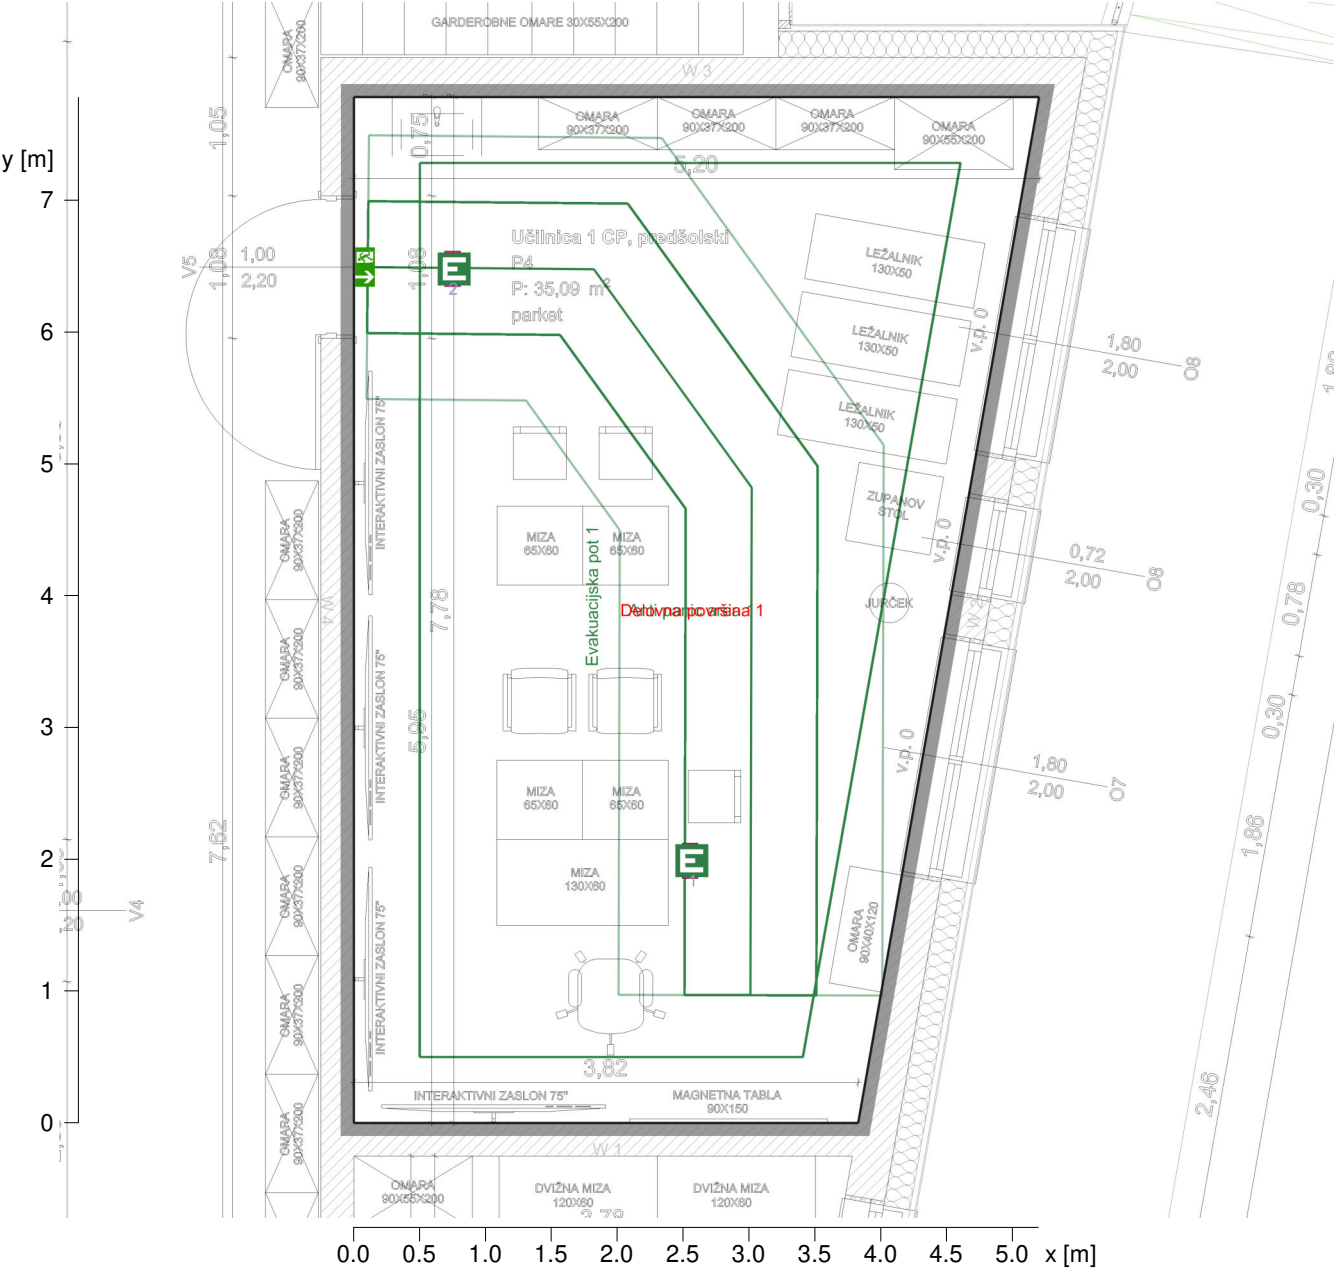 GARDEROBNE OMARE 30X55X200
OMARA
90X37X200
W 3
1,05
0,75
OMARA
90X37X200
OMARA
90X37X200
OMARA
90X37X200
OMARA
90X55X200
5,20
y [m]
7
6
5
4
3
2
1
0
V5
1,08
1,00
2,20
1,08
2
Učilnica 1 CP, predšolski
P4
P: 35,09 m²
parket
LEŽALNIK
130X50
LEŽALNIK
130X50
LEŽALNIK
130X50
ŽUPANOV
STOL
JURČEK
v.p. 0
v.p. 0
v.p. 0
1,80
2,00
O8
0,72
2,00
O8
1,80
2,00
O7
0,30
0,78
0,30
1,86
2,46
INTERAKTIVNI ZASLON 75"
INTERAKTIVNI ZASLON 75"
INTERAKTIVNI ZASLON 75"
MIZA
65X60
MIZA
65X60
Evakuacijska pot 1
Delovna površina 1
7,78
5,95
7,62
W 4
W 2
OMARA
90X37X200
OMARA
90X37X200
OMARA
90X37X200
OMARA
90X37X200
OMARA
90X37X200
OMARA
90X37X200
MIZA
65X60
MIZA
65X60
MIZA
130X60
1
OMARA
90X40X120
V4
3,82
INTERAKTIVNI ZASLON 75"
MAGNETNA TABLA
90X150
W 1
OMARA
90X55X200
DVIŽNA MIZA
120X60
DVIŽNA MIZA
120X60
0.0 0.5 1.0 1.5 2.0 2.5 3.0 3.5 4.0 4.5 5.0 x [m]